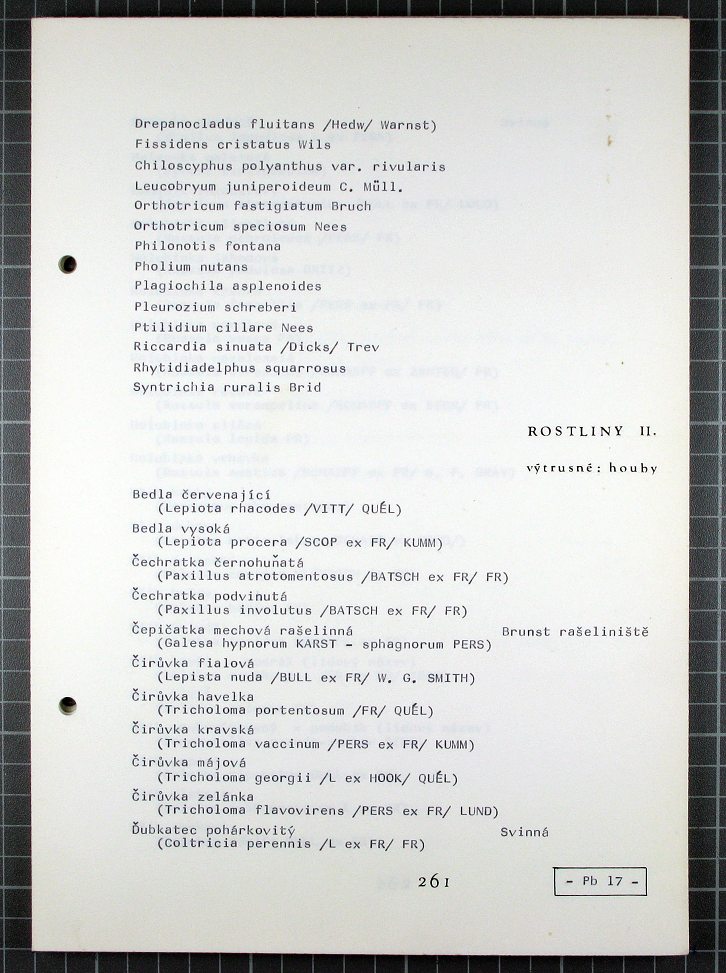 Drepanocladus fluitans /Hedw/ Warnst)
Fissidens cristatus Wils
Chiloscyphus polyanthus var. rivularis
Leucobryum juniperoideum C. Müll.
Orthotricum fastigiatum Bruch
Orthotricum speciosum Nees
Philonotis fontana
Pholium nutans
Plagiochila asplenoides
Pleurozium schreberi
Ptilidium cillare Nees
Riccardia sinuata /Dicks/ Trev
Rhytidiadelphus squarrosus
Syntrichia ruralis Brid
ROSTLINY II.
výtrusné: houby
Bedla červenající
(Lepiota rhacodes /VITT/ QUÉL)
Bedla vysoká
(Lepiota procera /SCOP ex FR/ KUMM)
Čechratka černohuňatá
(Paxillus atrotomentosus /BATSCH ex FR/ FR)
Čechratka podvinutá
(Paxillus involutus /BATSCH ex FR/ FR)
Čepičatka mechová rašelinná Brunst rašeliniště
(Galesa hypnorum KARST - sphagnorum PERS)
Čirůvka fialová
(Lepista nuda /BULL ex FR/ W. G. SMITH)
Čirůvka havelka
(Tricholoma portentosum /FR/ QUÉL)
Čirůvka kravská
(Tricholoma vaccinum /PERS ex FR/ KUMM)
Čirůvka májová
(Tricholoma georgii /L ex HOOK/ QUÉL)
Čirůvka zelánka
(Tricholoma flavovirens /PERS ex FR/ LUND)
Ďubkatec pohárkovitý Svinná
(Coltricia perennis /L ex FR/ FR)
261
- Pb 17 -